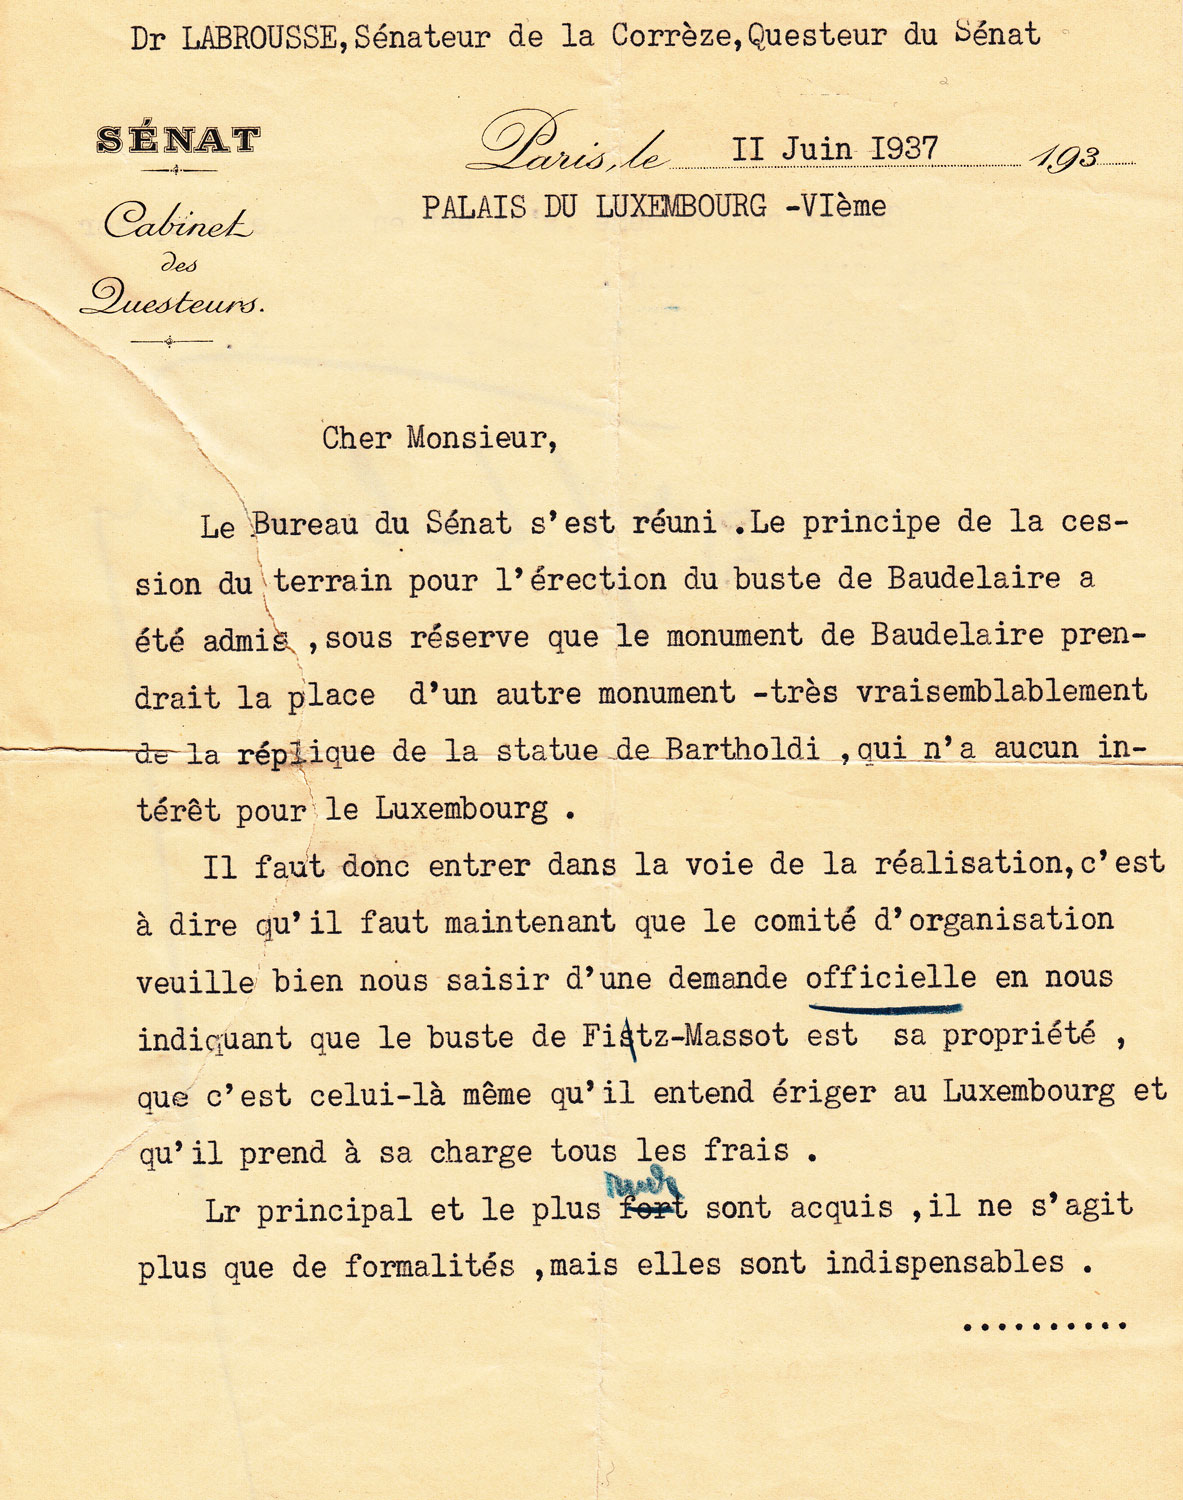 Dr LABROUSSE,Sénateur de la Corrèze,Questeur du Sénat
SÉNAT
Paris, le II Juin I937 193
PALAIS DU LUXEMBOURG -VIème
Cabinet
des
Questeurs.
Cher Monsieur,
Le Bureau du Sénat s'est réuni .Le principe de la ces-
sion du terrain pour l'érection du buste de Baudelaire a
été admis ,sous réserve que le monument de Baudelaire pren-
drait la place d'un autre monument -très vraisemblablement
de la réplique de la statue de Bartholdi ,qui n'a aucun in-
térêt pour le Luxembourg .
Il faut donc entrer dans la voie de la réalisation,c'est
à dire qu'il faut maintenant que le comité d'organisation
veuille bien nous saisir d'une demande officielle en nous
indiquant que le buste de Fiətz-Massot est sa propriété ,
que c'est celui-là même qu'il entend ériger au Luxembourg et
qu'il prend à sa charge tous les frais .
Lr principal et le plus fort sont acquis ,il ne s'agit
plus que de formalités ,mais elles sont indispensables .
..........